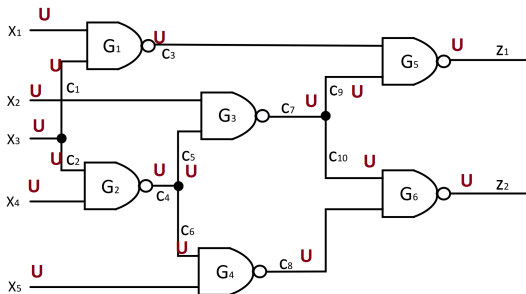 U
X1 G1 U C3 U G5 Z1
U C1 C9 U
X2 U G3 C7 U
X3 U
C2 U C5 C10
X4 U G2 C4 U U U G6 U Z2
C6
U G4 C8 U
X5 U